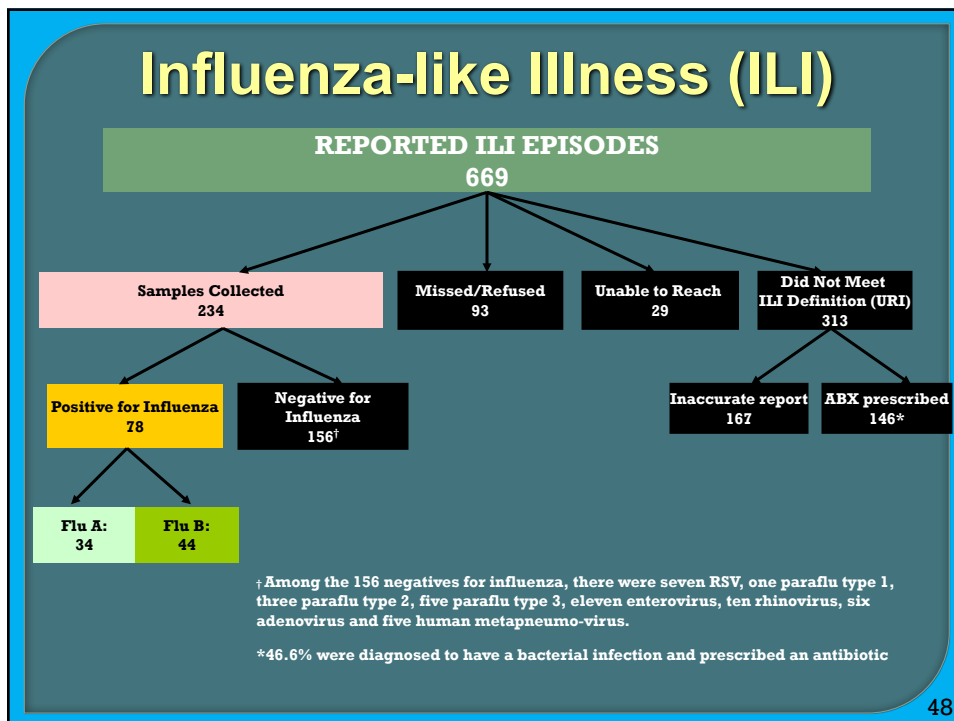 Influenza-like Illness (ILI)
REPORTED ILI EPISODES
669
Samples Collected
234
Missed/Refused
93
Unable to Reach
29
Did Not Meet
ILI Definition (URI)
313
Positive for Influenza
78
Negative for
Influenza
156†
Inaccurate report
167
ABX prescribed
146*
Flu A:
34
Flu B:
44
† Among the 156 negatives for influenza, there were seven RSV, one paraflu type 1,
three paraflu type 2, five paraflu type 3, eleven enterovirus, ten rhinovirus, six
adenovirus and five human metapneumo-virus.
*46.6% were diagnosed to have a bacterial infection and prescribed an antibiotic
48